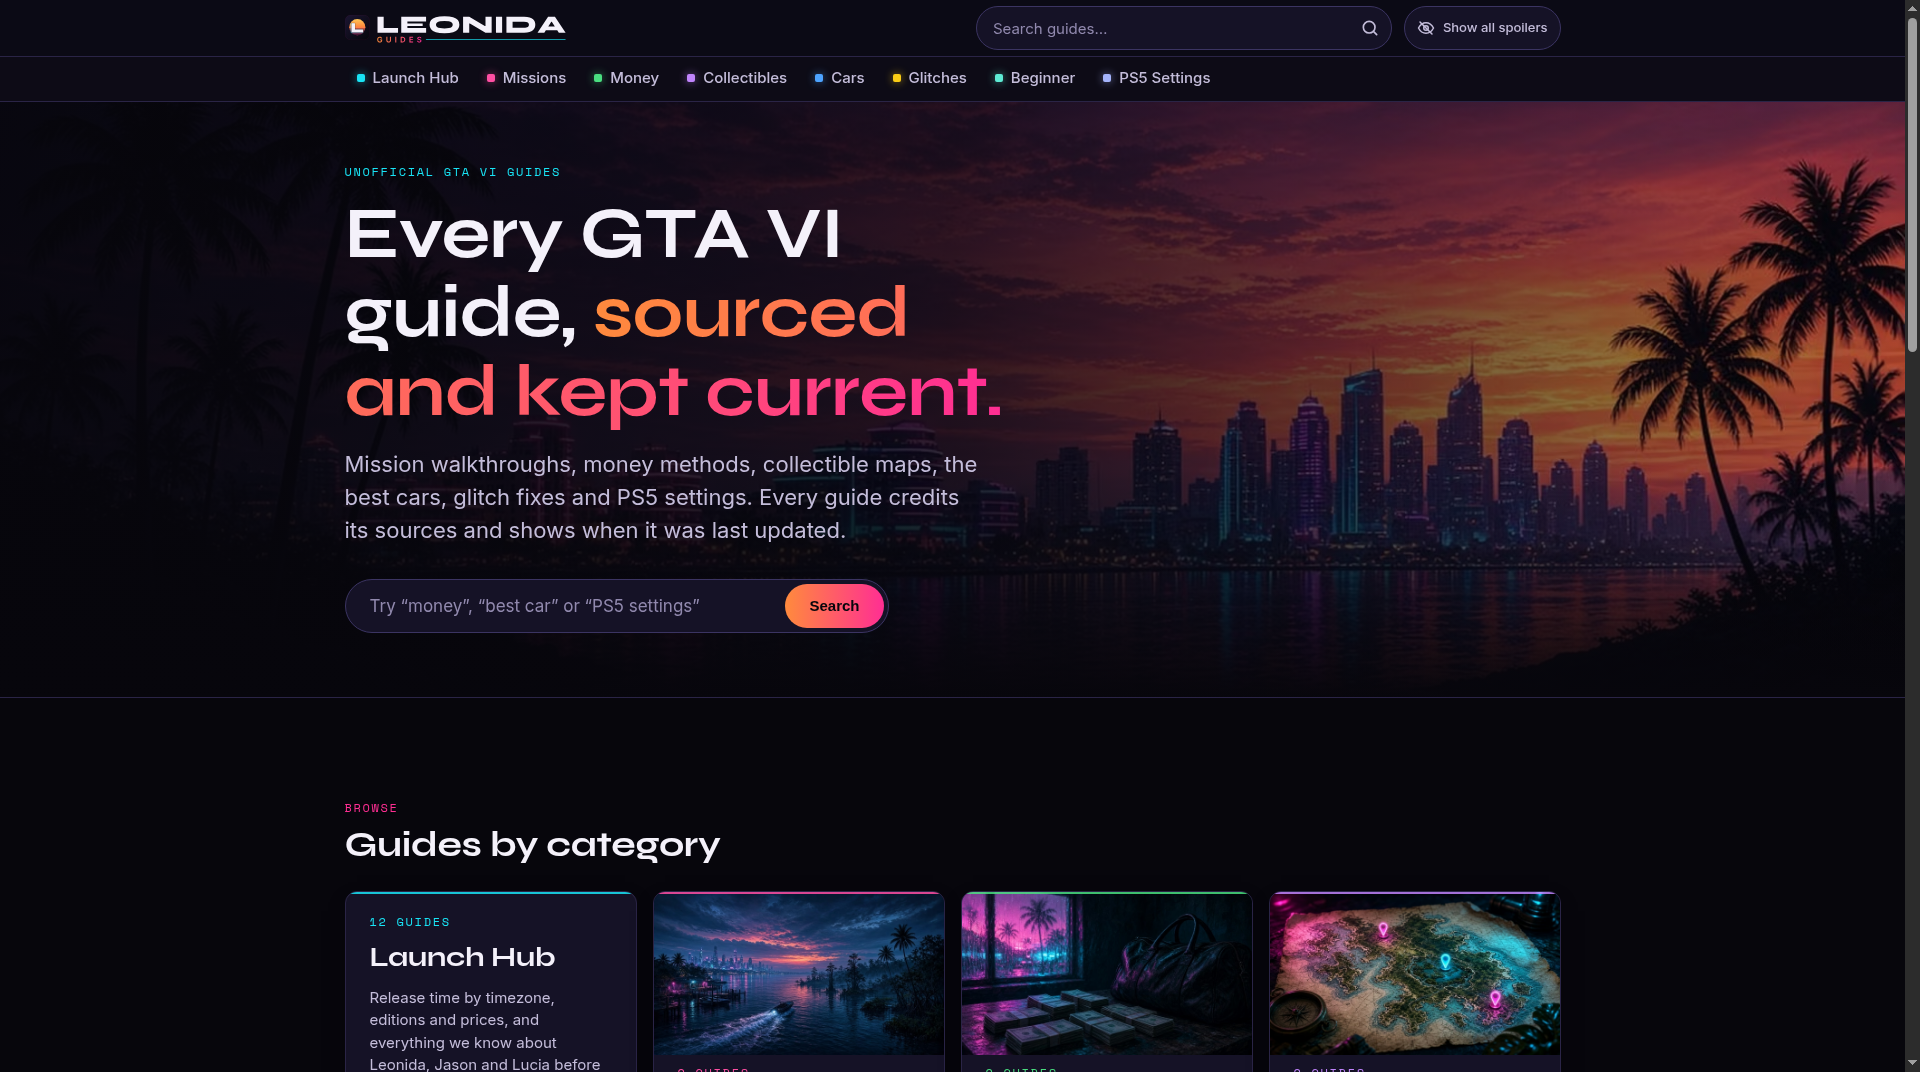 LEONIDA
GUIDES
Search guides...
Show all spoilers
Launch Hub
Missions
Money
Collectibles
Cars
Glitches
Beginner
PS5 Settings
UNOFFICIAL GTA VI GUIDES
Every GTA VI
guide, sourced
and kept current.
Mission walkthroughs, money methods, collectible maps, the
best cars, glitch fixes and PS5 settings. Every guide credits
its sources and shows when it was last updated.
Try “money”, “best car” or “PS5 settings”
Search
BROWSE
Guides by category
12 GUIDES
Launch Hub
Release time by timezone,
editions and prices, and
everything we know about
Leonida, Jason and Lucia before
GUIDES
GUIDES
GUIDES